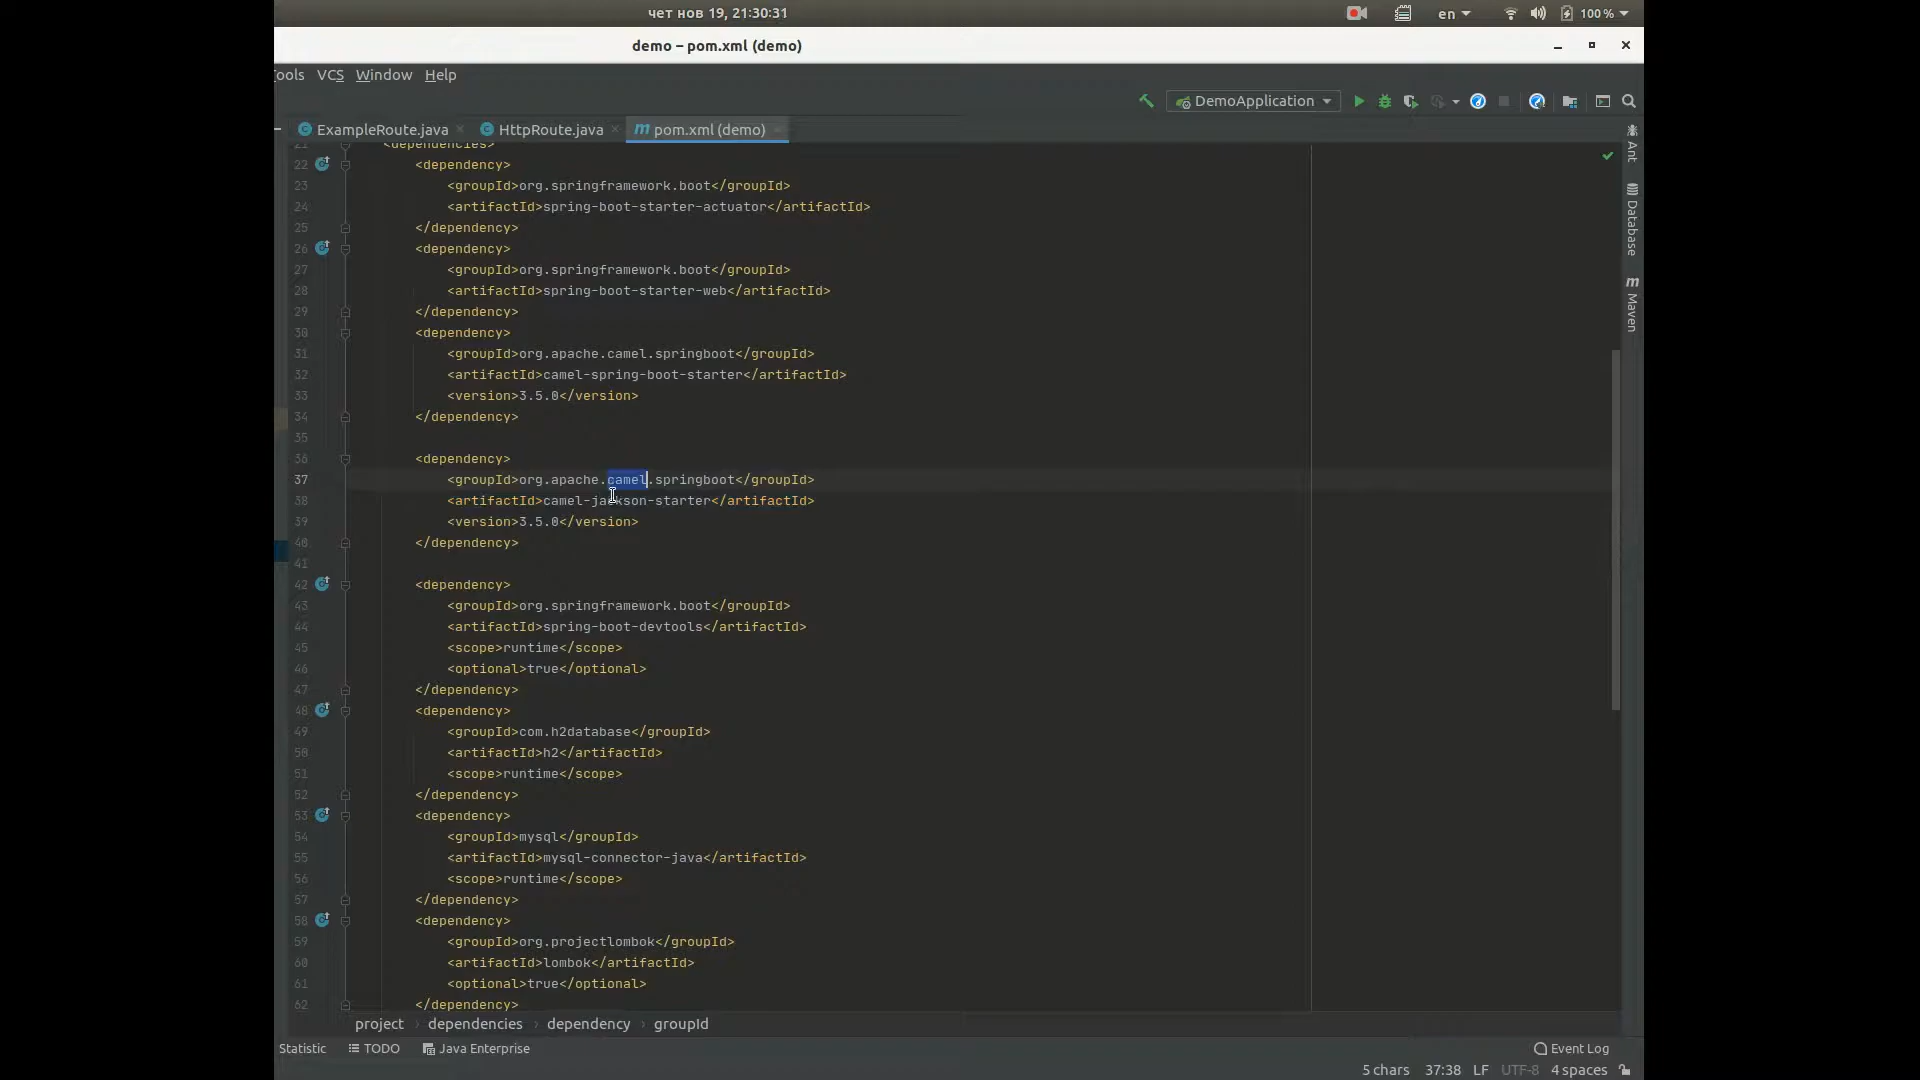 чет нов 19, 21:30:31
en
100 %
demo – pom.xml (demo)
ools VCS Window Help
DemoApplication
ExampleRoute.java HttpRoute.java pom.xml (demo)
21 <dependencies>
22 <dependency>
23 <groupId>org.springframework.boot</groupId>
24 <artifactId>spring-boot-starter-actuator</artifactId>
25 </dependency>
26 <dependency>
27 <groupId>org.springframework.boot</groupId>
28 <artifactId>spring-boot-starter-web</artifactId>
29 </dependency>
30 <dependency>
31 <groupId>org.apache.camel.springboot</groupId>
32 <artifactId>camel-spring-boot-starter</artifactId>
33 <version>3.5.0</version>
34 </dependency>
35
36 <dependency>
37 <groupId>org.apache.camel.springboot</groupId>
38 <artifactId>camel-jackson-starter</artifactId>
39 <version>3.5.0</version>
40 </dependency>
41
42 <dependency>
43 <groupId>org.springframework.boot</groupId>
44 <artifactId>spring-boot-devtools</artifactId>
45 <scope>runtime</scope>
46 <optional>true</optional>
47 </dependency>
48 <dependency>
49 <groupId>com.h2database</groupId>
50 <artifactId>h2</artifactId>
51 <scope>runtime</scope>
52 </dependency>
53 <dependency>
54 <groupId>mysql</groupId>
55 <artifactId>mysql-connector-java</artifactId>
56 <scope>runtime</scope>
57 </dependency>
58 <dependency>
59 <groupId>org.projectlombok</groupId>
60 <artifactId>lombok</artifactId>
61 <optional>true</optional>
62 </dependency>
Ant
Database
Maven
project › dependencies › dependency › groupId
Statistic TODO Java Enterprise Event Log
5 chars 37:38 LF UTF-8 4 spaces